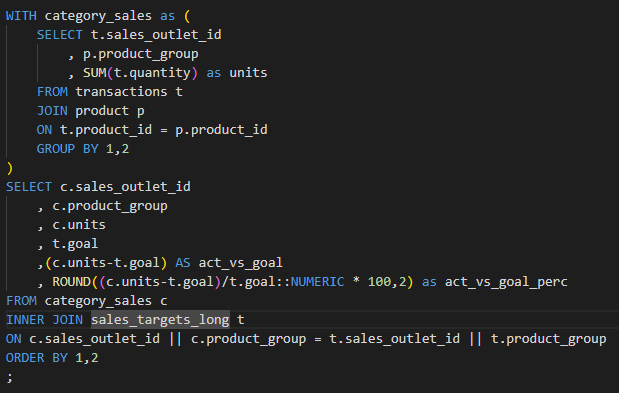 WITH category_sales as (
    SELECT t.sales_outlet_id
        , p.product_group
        , SUM(t.quantity) as units
    FROM transactions t
    JOIN product p
    ON t.product_id = p.product_id
    GROUP BY 1,2
)
SELECT c.sales_outlet_id
    , c.product_group
    , c.units
    , t.goal
    ,(c.units-t.goal) AS act_vs_goal
    , ROUND((c.units-t.goal)/t.goal::NUMERIC * 100,2) as act_vs_goal_perc
FROM category_sales c
INNER JOIN sales_targets_long t
ON c.sales_outlet_id || c.product_group = t.sales_outlet_id || t.product_group
ORDER BY 1,2
;